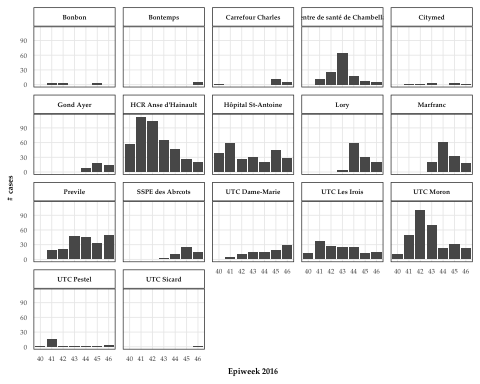 Bonbon Bontemps Carrefour Charles entre de santé de Chambell Citymed
90
60
30
0
Gond Ayer HCR Anse d'Hainault Hôpital St-Antoine Lory Marfranc
90
60
30
0
Previle SSPE des Abrcots UTC Dame-Marie UTC Les Irois UTC Moron
90
60
30
0
40 41 42 43 44 45 46 40 41 42 43 44 45 46 40 41 42 43 44 45 46
UTC Pestel UTC Sicard
90
60
30
0
40 41 42 43 44 45 46 40 41 42 43 44 45 46
# cases
Epiweek 2016